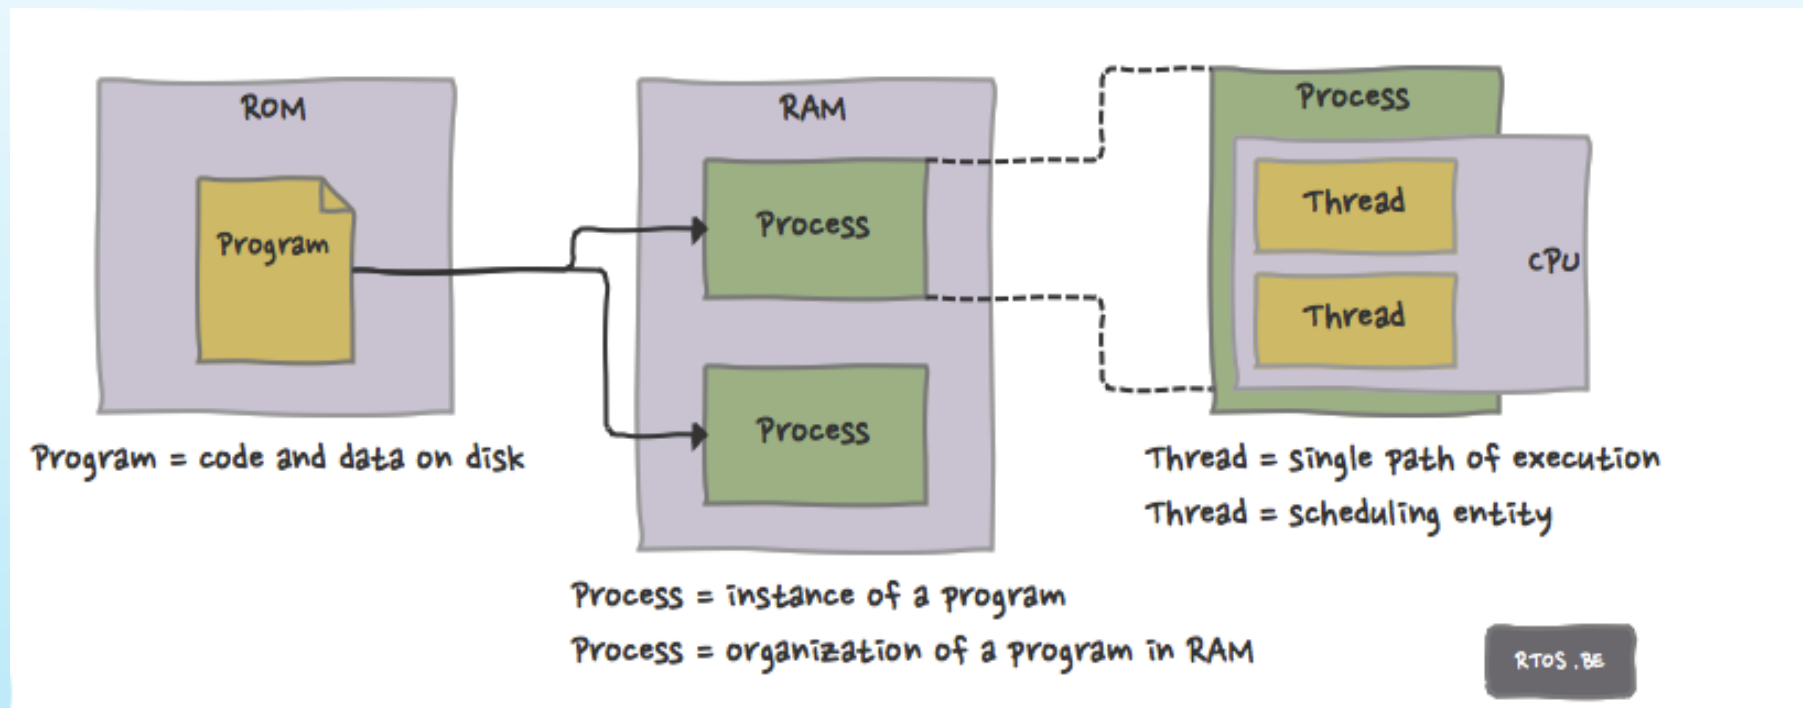 ROM
Program
Program = code and data on disk
RAM
Process
Process
Process = instance of a program
Process = organization of a program in RAM
Process
Thread
Thread
CPU
Thread = single path of execution
Thread = scheduling entity
RTOS.BE